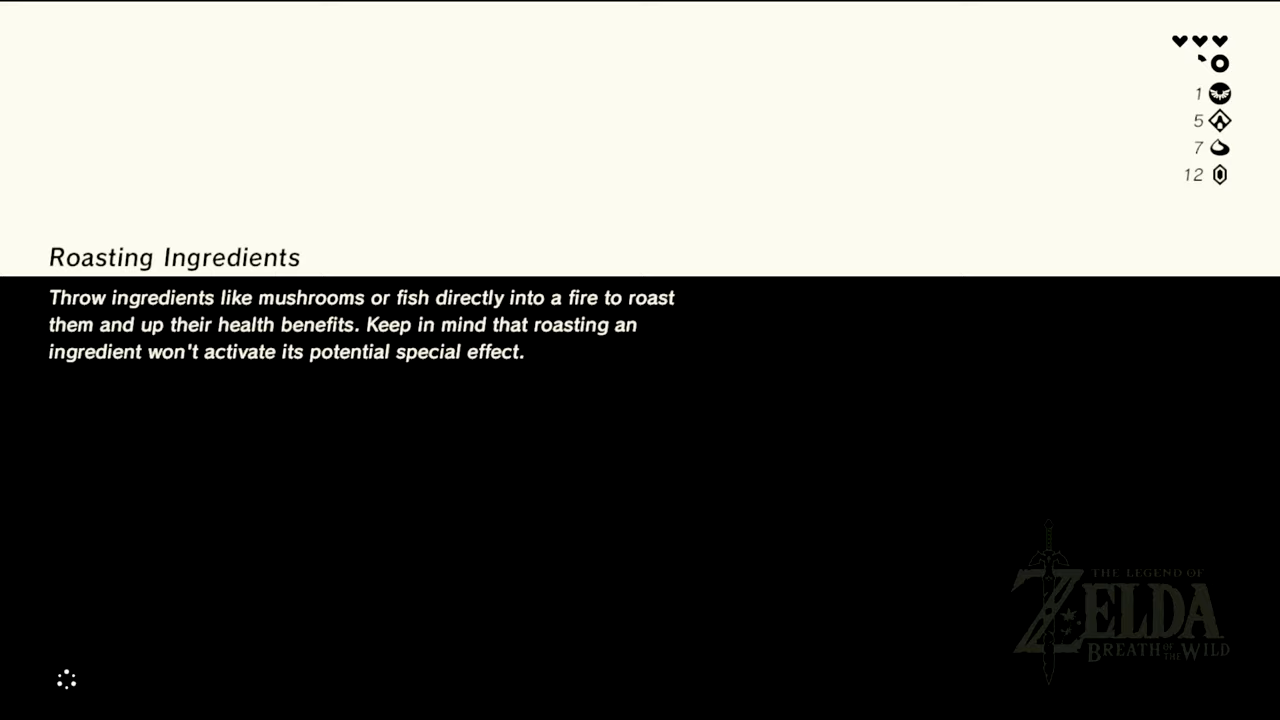 1
5
7
12
Roasting Ingredients
Throw ingredients like mushrooms or fish directly into a fire to roast
them and up their health benefits. Keep in mind that roasting an
ingredient won't activate its potential special effect.
THE LEGEND OF
ZELDA
BREATH OF THE WILD